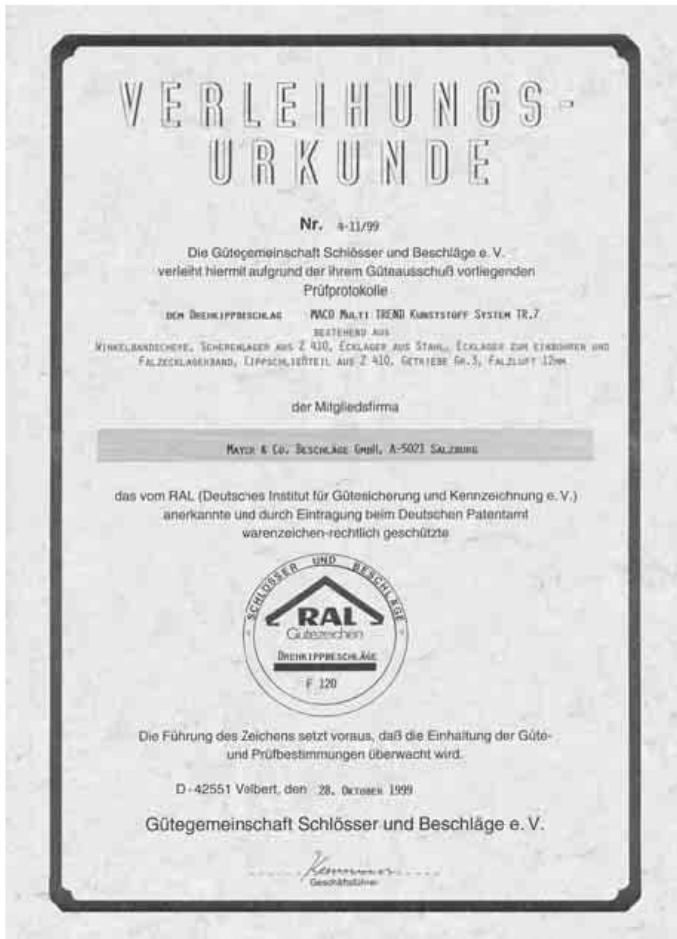 VERLEIHUNGS-
URKUNDE
Nr. 4-11/99
Die Gütegemeinschaft Schlösser und Beschläge e. V.
verleiht hiermit aufgrund der ihrem Güteausschuß vorliegenden
Prüfprotokolle
DEM DREHKIPPBESCHLAG MACO MULTI TREND KUNSTSTOFF SYSTEM TR.7
BESTEHEND AUS
WINKELBANDSCHERE, SCHERENLAGER AUS Z 410, ECKLAGER AUS STAHL, ECKLAGER ZUM EINBOHREN UND
FALZECKLAGERBAND, KIPPSCHLIEßTEIL AUS Z 410, GETRIEBE GR.3, FALZLUFT 12MM
der Mitgliedsfirma
MAYER & CO. BESCHLÄGE GMBH, A-5021 SALZBURG
das vom RAL (Deutsches Institut für Gütesicherung und Kennzeichnung e. V.)
anerkannte und durch Eintragung beim Deutschen Patentamt
warenzeichen-rechtlich geschützte
SCHLÖSSER UND BESCHLÄGE
RAL
Gütezeichen
DREHKIPPBESCHLÄGE
F 120
Die Führung des Zeichens setzt voraus, daß die Einhaltung der Güte-
und Prüfbestimmungen überwacht wird.
D-42551 Velbert, den 28. OKTOBER 1999
Gütegemeinschaft Schlösser und Beschläge e. V.
Geschäftsführer